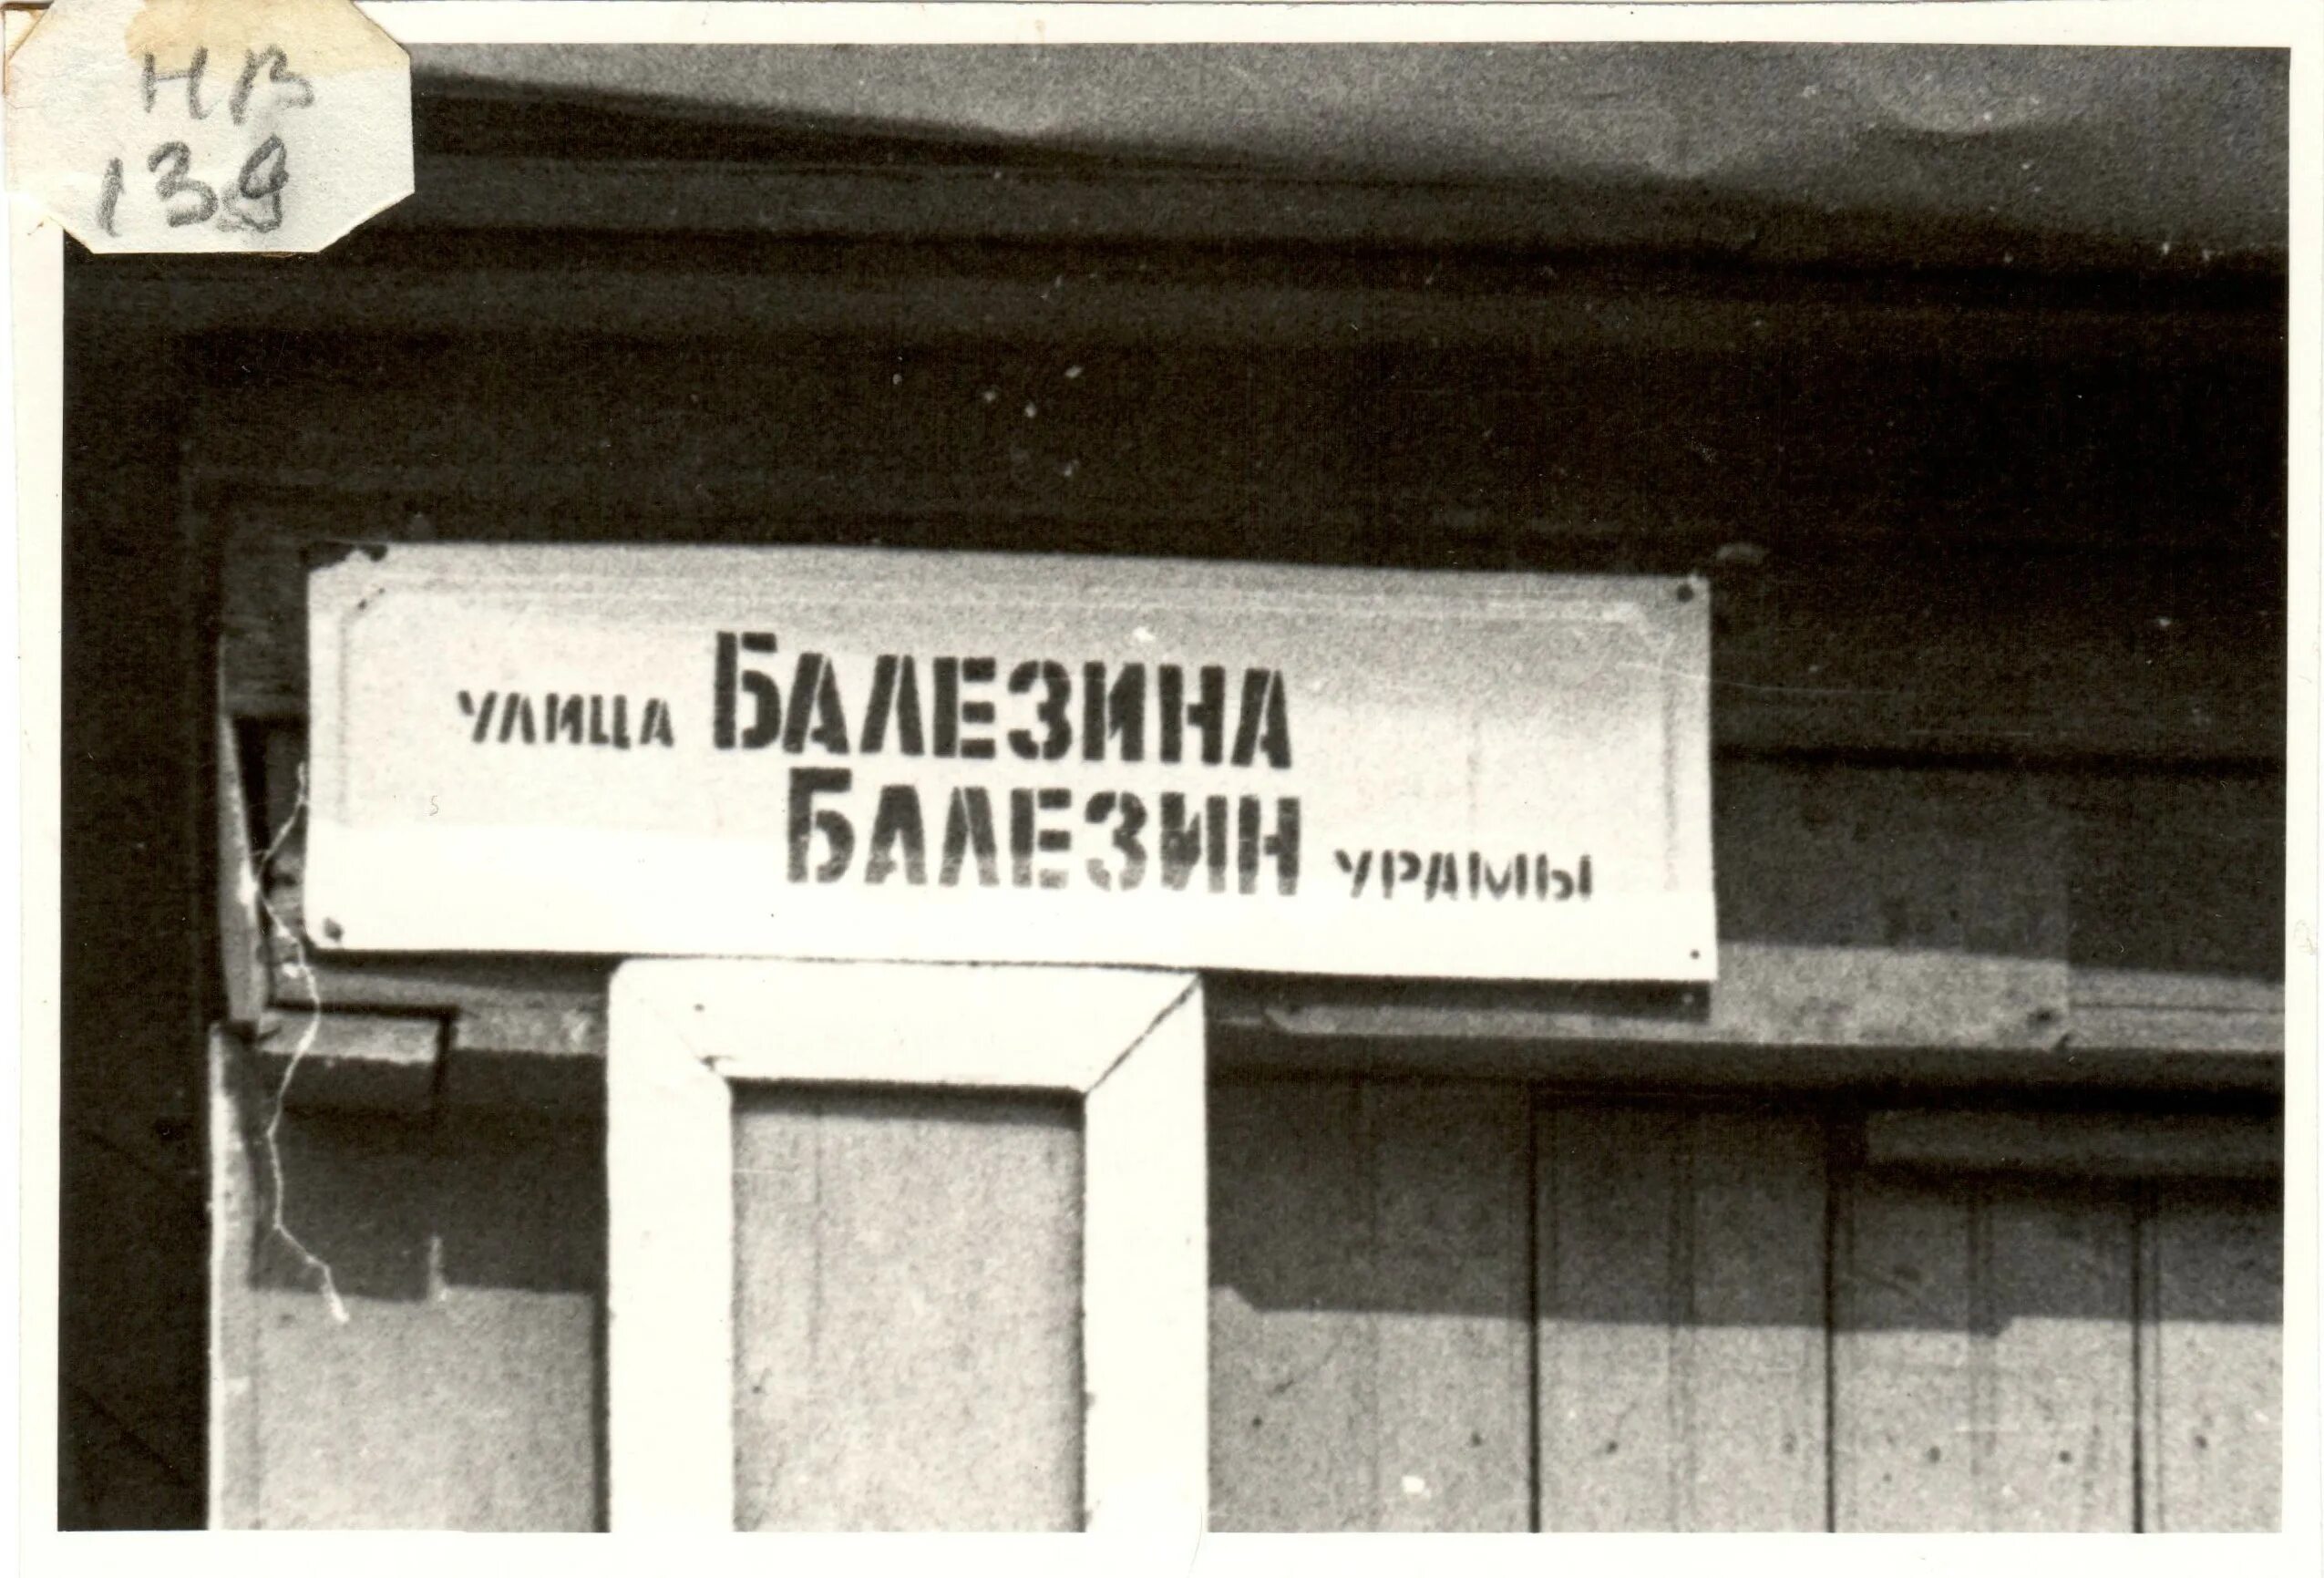 НВ
139
УЛИЦА БАЛЕЗИНА
БАЛЕЗИН УРАМЫ